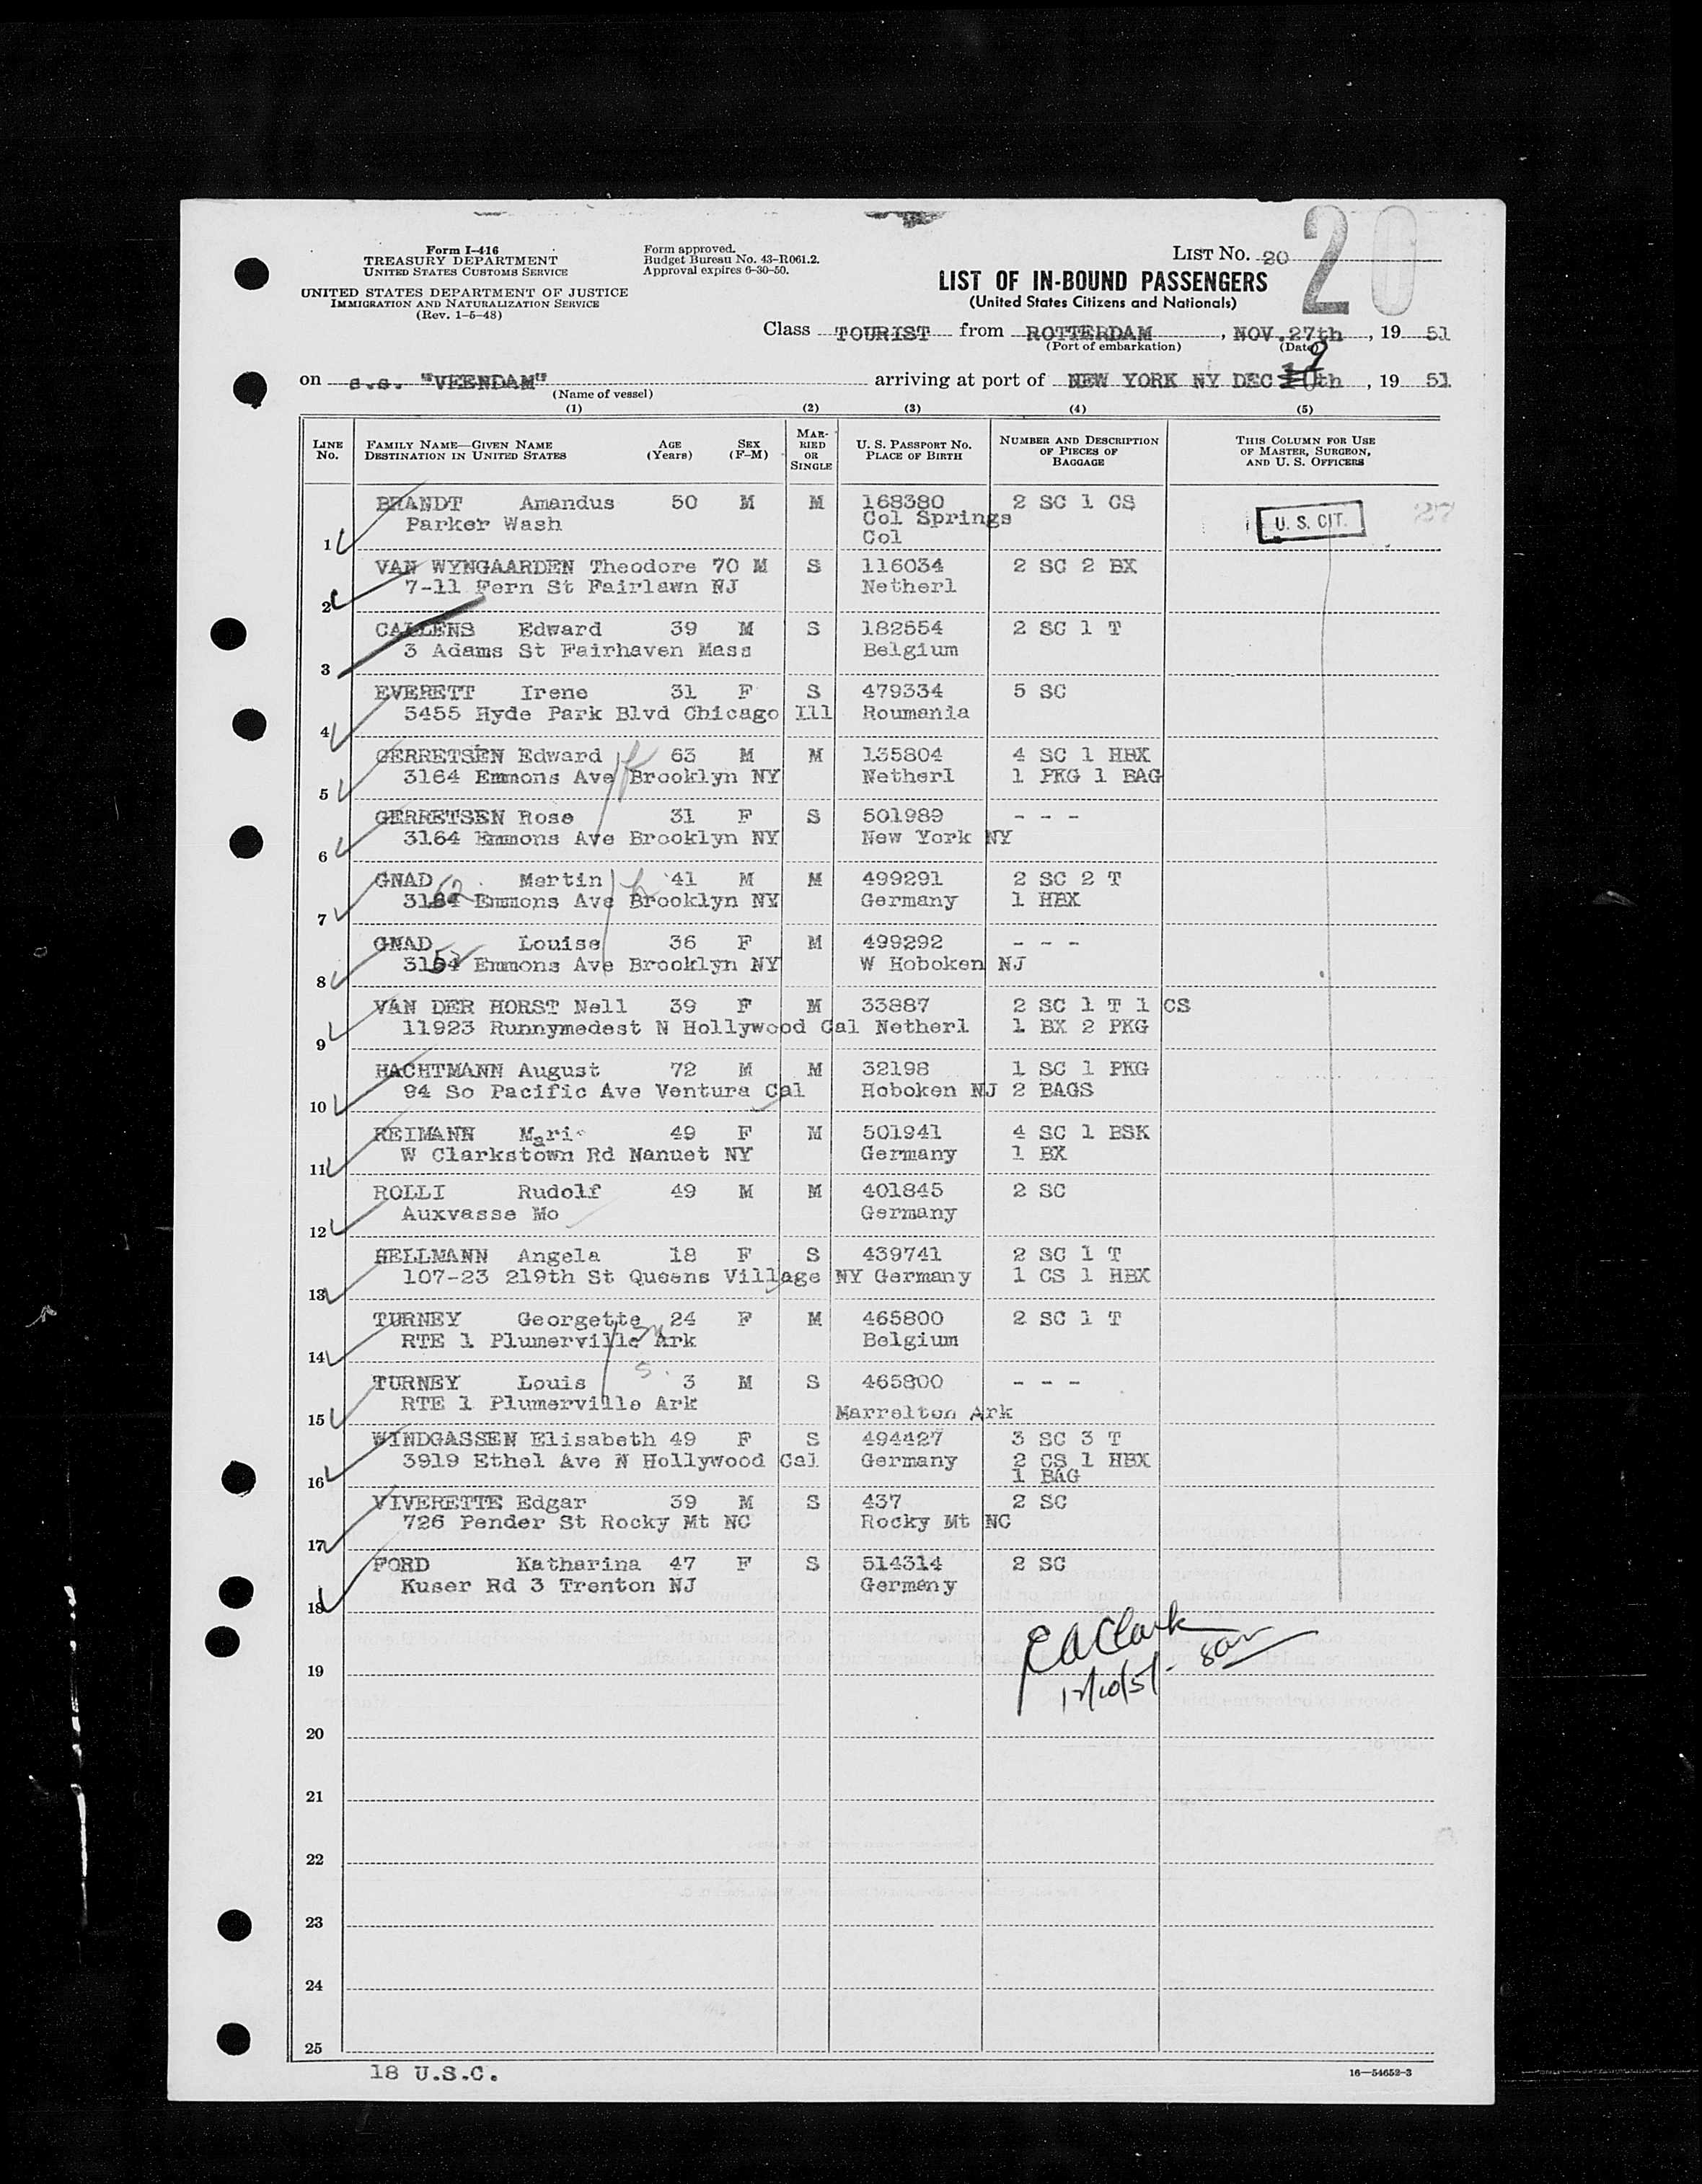 Form I-416
TREASURY DEPARTMENT
UNITED STATES CUSTOMS SERVICE
UNITED STATES DEPARTMENT OF JUSTICE
IMMIGRATION AND NATURALIZATION SERVICE
(Rev. 1-5-48)
Form approved.
Budget Bureau No. 43-R061.2.
Approval expires 6-30-50.
LIST No. 20
20
LIST OF IN-BOUND PASSENGERS
(United States Citizens and Nationals)
Class TOURIST from ROTTERDAM , NOV.27th , 19 51
(Port of embarkation) (Date)
on s.s. "VEENDAM" arriving at port of NEW YORK NY DEC 9th , 19 51
(Name of vessel)
(1) (2) (3) (4) (5)
LINE No. FAMILY NAME—GIVEN NAME DESTINATION IN UNITED STATES AGE (Years) SEX (F-M) MARRIED OR SINGLE U. S. PASSPORT No. PLACE OF BIRTH NUMBER AND DESCRIPTION OF PIECES OF BAGGAGE THIS COLUMN FOR USE OF MASTER, SURGEON, AND U. S. OFFICERS
BRANDT Amandus 50 M M 168380 2 SC 1 CS
Parker Wash Col Springs U. S. CIT.
1 Col
VAN WYNGAARDEN Theodore 70 M S 116034 2 SC 2 BX
7-11 Fern St Fairlawn NJ Netherl
2
CALLENS Edward 39 M S 182554 2 SC 1 T
3 Adams St Fairhaven Mass Belgium
3
EVERETT Irene 31 F S 479334 5 SC
5455 Hyde Park Blvd Chicago Ill Roumania
4
GERRETSEN Edward 63 M M 135804 4 SC 1 HBX
3164 Emmons Ave Brooklyn NY Netherl 1 PKG 1 BAG
5
GERRETSEN Rose 31 F S 501989 - - -
3164 Emmons Ave Brooklyn NY New York NY
6
GNAD Martin 41 M M 499291 2 SC 2 T
3164 Emmons Ave Brooklyn NY Germany 1 HBX
7 62
GNAD Louise 36 F M 499292 - - -
3164 Emmons Ave Brooklyn NY W Hoboken NJ
8
VAN DER HORST Nell 39 F M 33887 2 SC 1 T 1 CS
11923 Runnymedest N Hollywood Cal Netherl 1 BX 2 PKG
9
HACHTMANN August 72 M M 32198 1 SC 1 PKG
94 So Pacific Ave Ventura Cal Hoboken NJ 2 BAGS
10
REIMANN Marie 49 F M 501941 4 SC 1 BSK
W Clarkstown Rd Nanuet NY Germany 1 BX
11
ROLLI Rudolf 49 M M 401845 2 SC
Auxvasse Mo Germany
12
HELLMANN Angela 18 F S 439741 2 SC 1 T
107-23 219th St Queens Village NY Germany 1 CS 1 HBX
13
TURNEY Georgette 24 F M 465800 2 SC 1 T
RTE 1 Plumerville Ark Belgium
14
TURNEY Louis 3 M S 465800 - - -
RTE 1 Plumerville Ark Marrelton Ark
15
WINDGASSEN Elisabeth 49 F S 494427 3 SC 3 T
3919 Ethel Ave N Hollywood Cal Germany 2 CS 1 HBX
16 1 BAG
VIVERETTE Edgar 39 M S 437 2 SC
726 Pender St Rocky Mt NC Rocky Mt NC
17
FORD Katharina 47 F S 514314 2 SC
Kuser Rd 3 Trenton NJ Germany
18
Clark
19 12/10/51
20
21
22
23
24
25
18 U.S.C.
16—54652-3